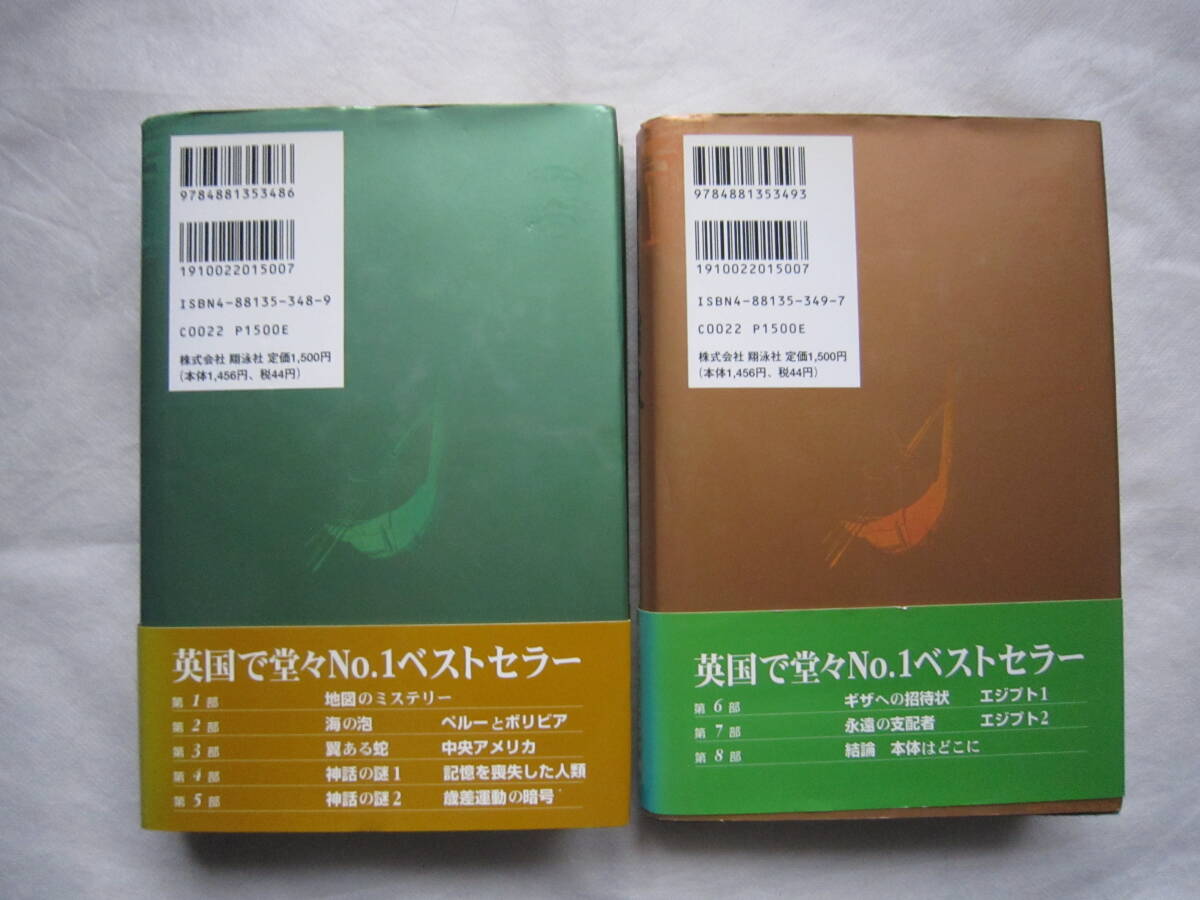 9784881353486
1910022015007
ISBN4-88135-348-9
C0022 P1500E
株式会社 翔泳社 定価1,500円
(本体1,456円、税44円)
英国で堂々No.1ベストセラー
第1部 地図のミステリー
第2部 海の泡 ペルーとボリビア
第3部 翼ある蛇 中央アメリカ
第4部 神話の謎1 記憶を喪失した人類
第5部 神話の謎2 歳差運動の暗号
9784881353493
1910022015007
ISBN4-88135-349-7
C0022 P1500E
株式会社 翔泳社 定価1,500円
(本体1,456円、税44円)
英国で堂々No.1ベストセラー
第6部 ギザへの招待状 エジプト1
第7部 永遠の支配者 エジプト2
第8部 結論 本体はどこに